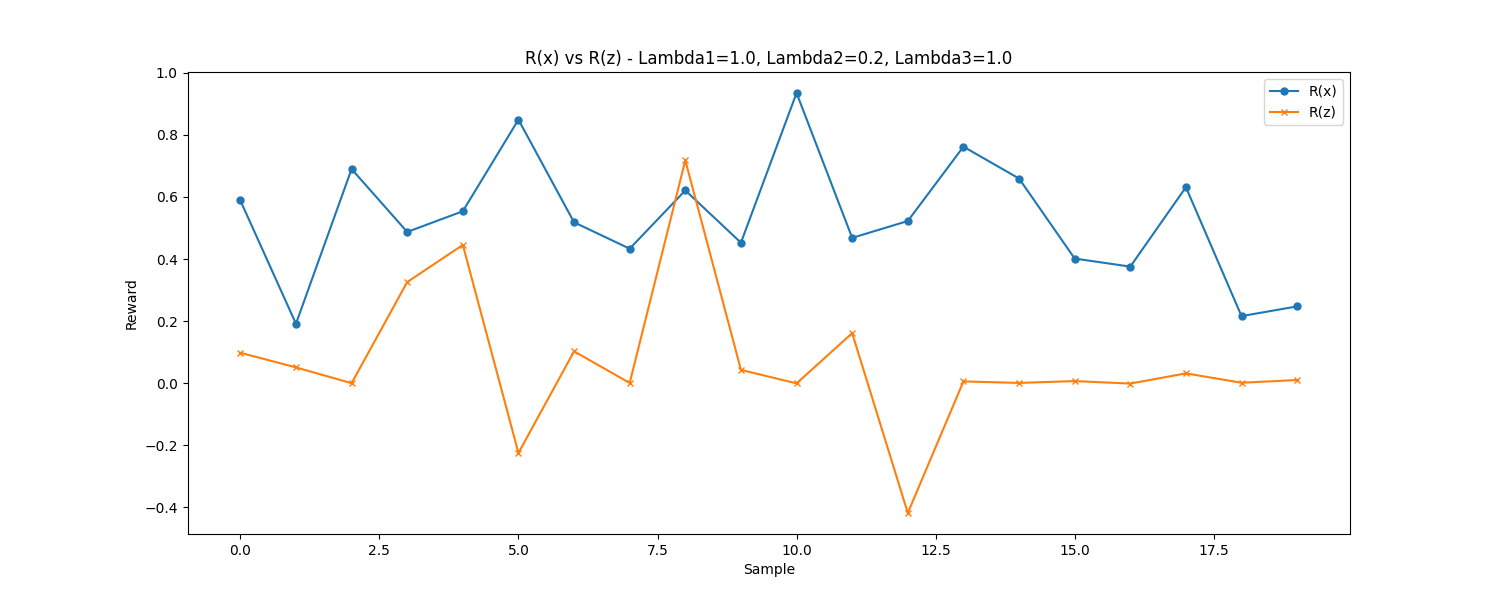 R(x) vs R(z) - Lambda1=1.0, Lambda2=0.2, Lambda3=1.0
R(x)
R(z)
Reward
1.0
0.8
0.6
0.4
0.2
0.0
−0.2
−0.4
0.0 2.5 5.0 7.5 10.0 12.5 15.0 17.5
Sample